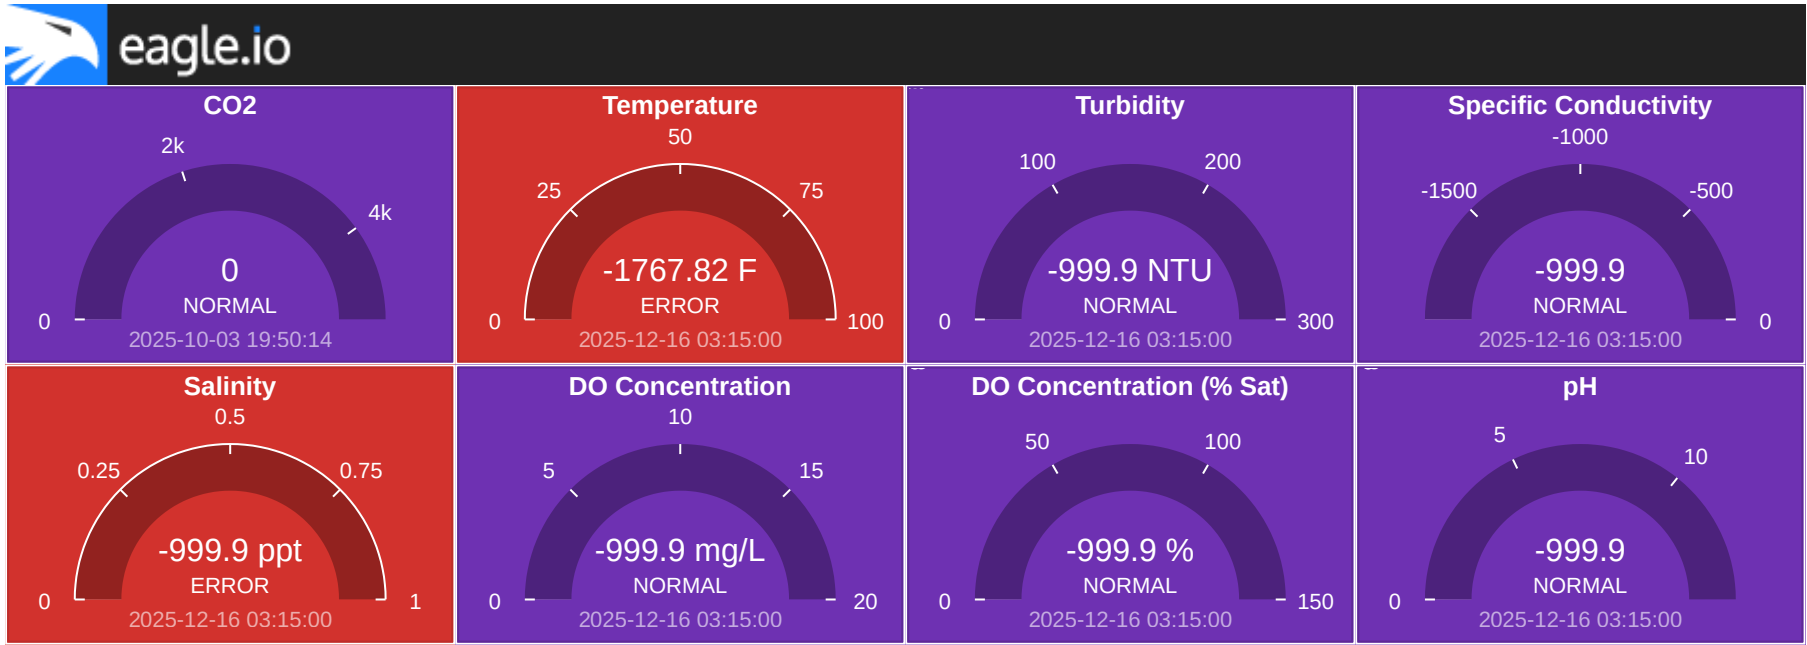 eagle.io
CO2
2k
4k
0
NORMAL
0
2025-10-03 19:50:14
Temperature
50
25
75
-1767.82 F
ERROR
0
100
2025-12-16 03:15:00
Turbidity
100
200
-999.9 NTU
NORMAL
0
300
2025-12-16 03:15:00
Specific Conductivity
-1000
-1500
-500
-999.9
NORMAL
0
2025-12-16 03:15:00
Salinity
0.5
0.25
0.75
-999.9 ppt
ERROR
0
1
2025-12-16 03:15:00
DO Concentration
10
5
15
-999.9 mg/L
NORMAL
0
20
2025-12-16 03:15:00
DO Concentration (% Sat)
50
100
-999.9 %
NORMAL
0
150
2025-12-16 03:15:00
pH
5
10
-999.9
NORMAL
0
2025-12-16 03:15:00